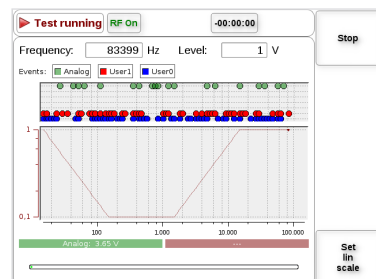 Test running RF On -00:00:00
Stop
Frequency: 83399 Hz Level: 1 V
Events: Analog User1 User0
1
0,1
100 1.000 10.000 100.000
Analog: 3.65 V ---
Set
lin
scale